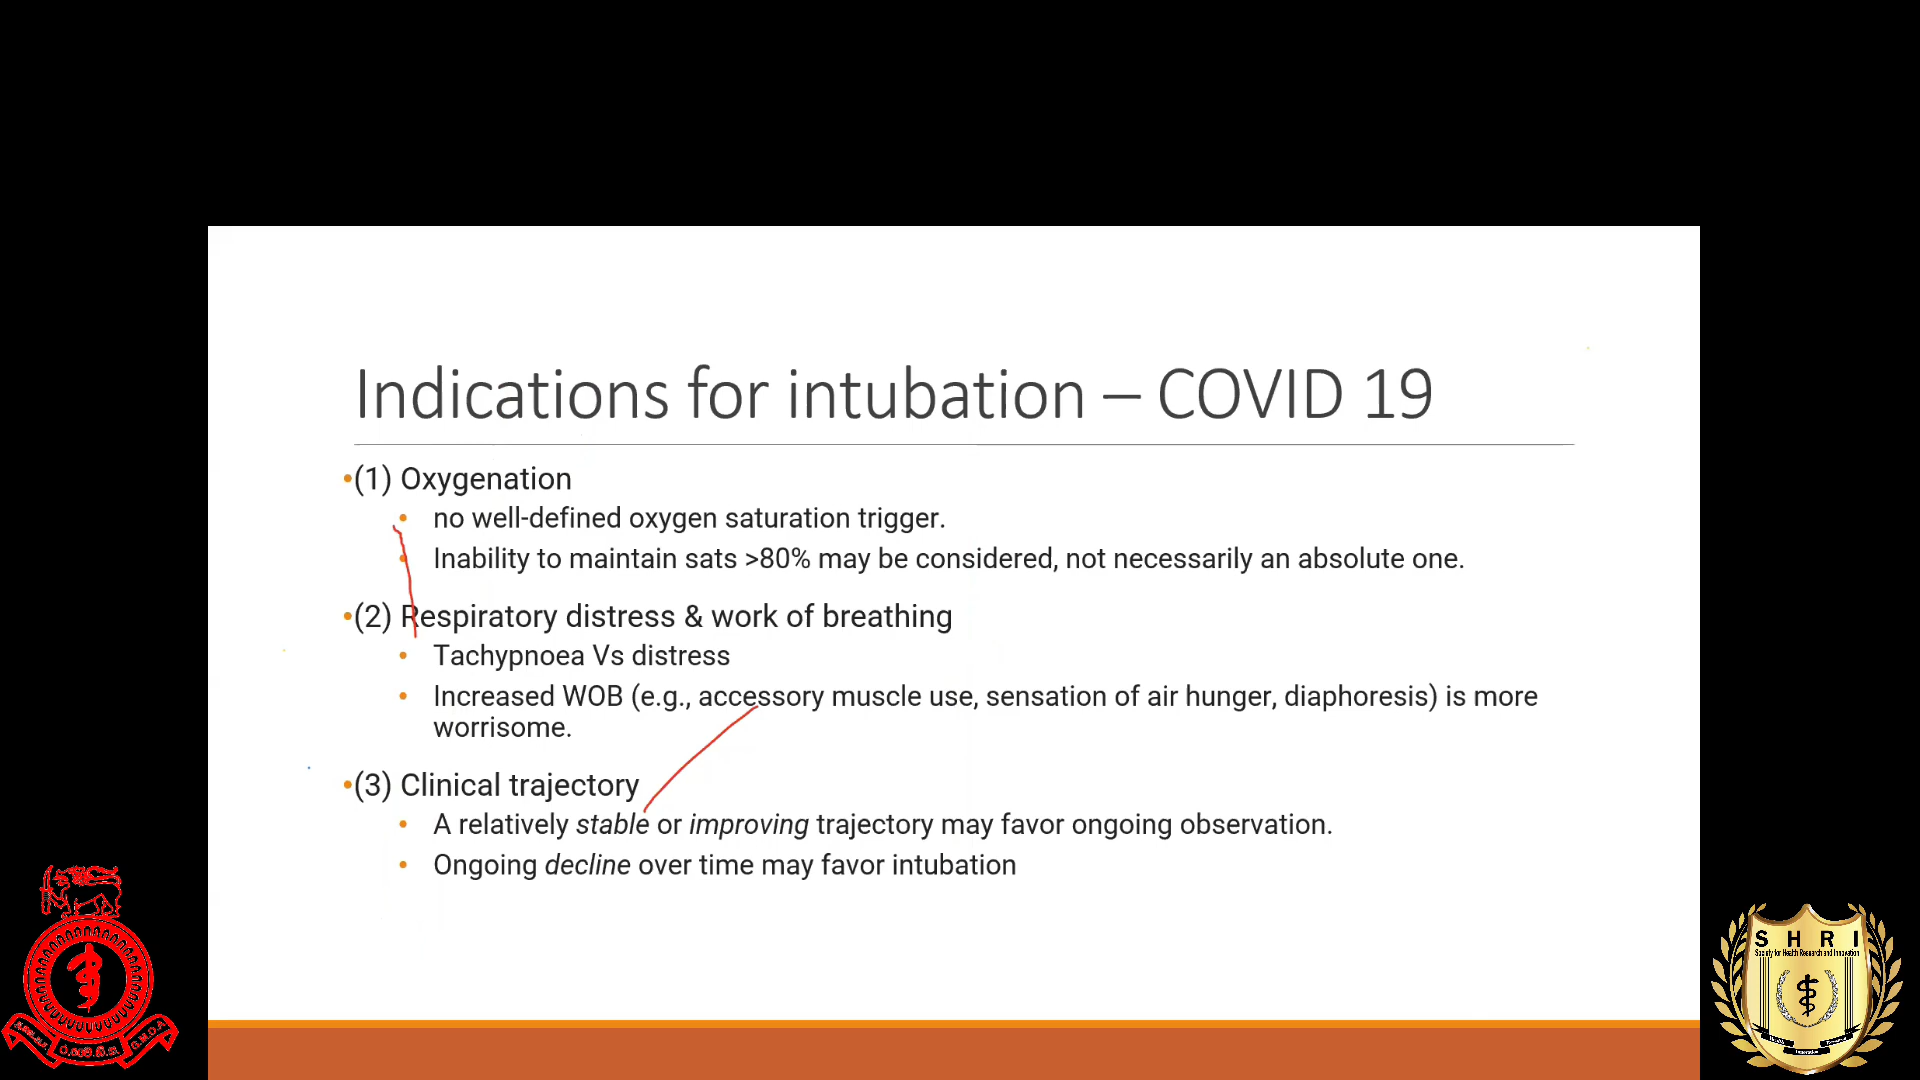 Indications for intubation – COVID 19
•(1) Oxygenation
• no well-defined oxygen saturation trigger.
• Inability to maintain sats >80% may be considered, not necessarily an absolute one.
•(2) Respiratory distress & work of breathing
• Tachypnoea Vs distress
• Increased WOB (e.g., accessory muscle use, sensation of air hunger, diaphoresis) is more
worrisome.
•(3) Clinical trajectory
• A relatively stable or improving trajectory may favor ongoing observation.
• Ongoing decline over time may favor intubation
G.M.O.A
SHRI
Society for Health Research and Innovation